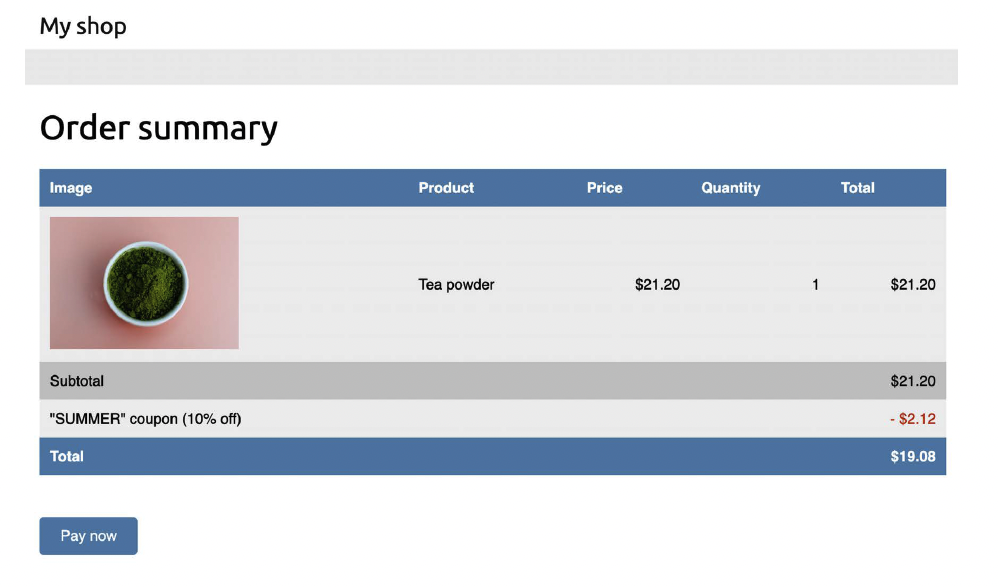 My shop
Order summary
Image Product Price Quantity Total
Tea powder $21.20 1 $21.20
Subtotal $21.20
"SUMMER" coupon (10% off) - $2.12
Total $19.08
Pay now